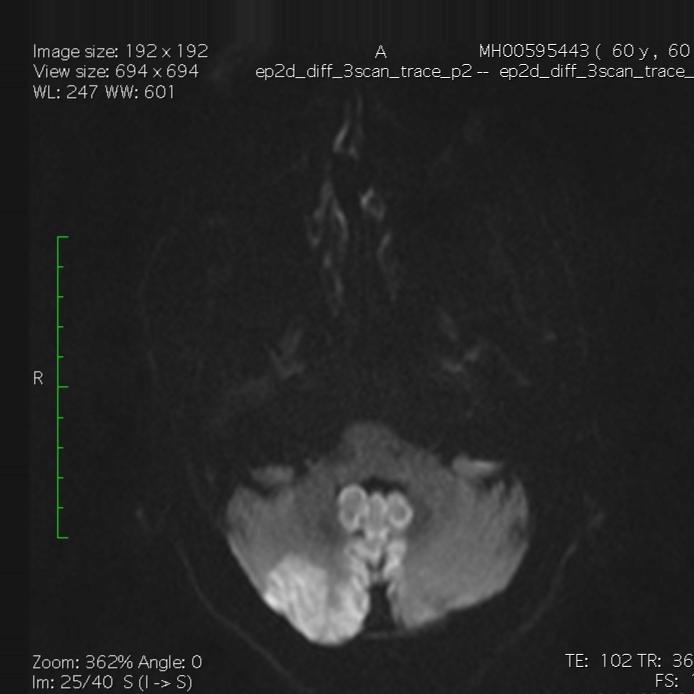 Image size: 192 x 192
View size: 694 x 694
WL: 247 WW: 601
A
MH00595443 ( 60 y, 60
ep2d_diff_3scan_trace_p2 -- ep2d_diff_3scan_trace_
R
Zoom: 362% Angle: 0
Im: 25/40 S (I -> S)
TE: 102 TR: 36
FS: